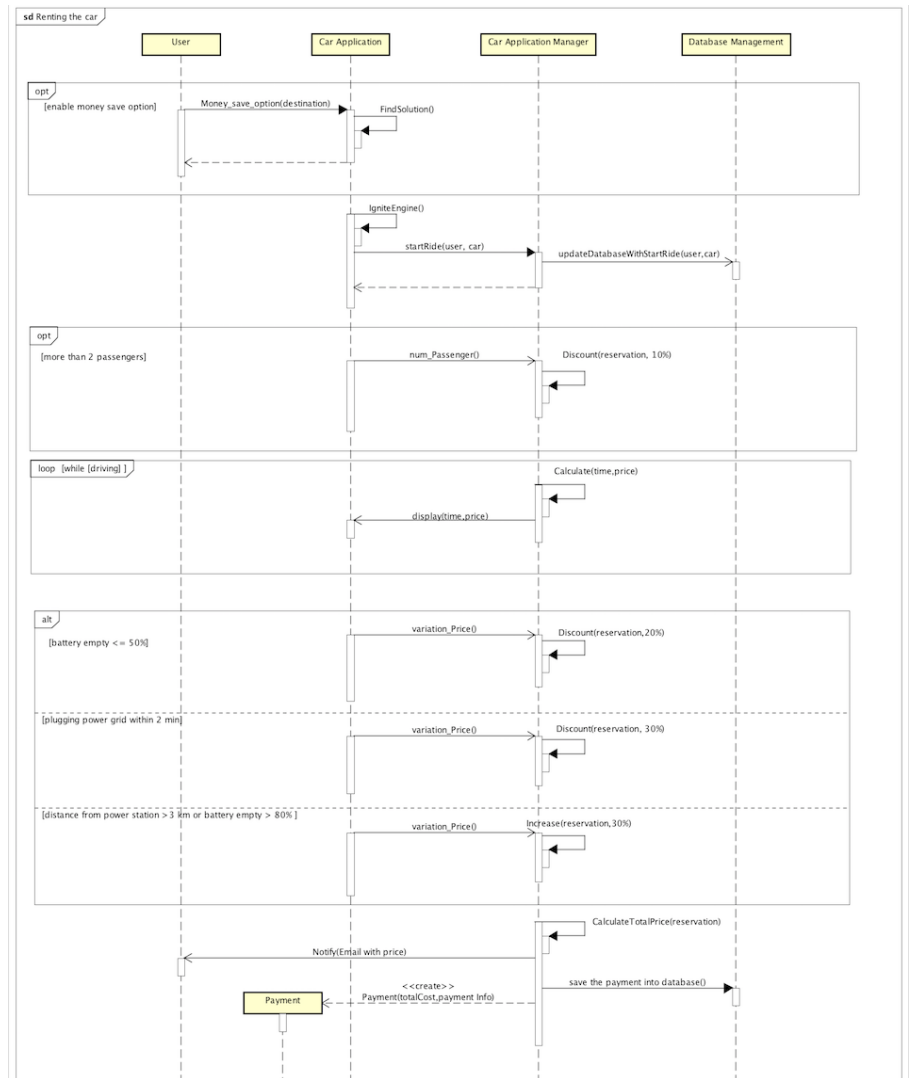 sd Renting the car
User
Car Application
Car Application Manager
Database Management
opt
[enable money save option]
Money_save_option(destination)
FindSolution()
IgniteEngine()
startRide(user, car)
updateDatabaseWithStartRide(user,car)
opt
[more than 2 passengers]
num_Passenger()
Discount(reservation, 10%)
loop [while [driving] ]
Calculate(time,price)
display(time,price)
alt
[battery empty <= 50%]
variation_Price()
Discount(reservation,20%)
[plugging power grid within 2 min]
variation_Price()
Discount(reservation, 30%)
[distance from power station >3 km or battery empty > 80% ]
variation_Price()
Increase(reservation,30%)
CalculateTotalPrice(reservation)
Notify(Email with price)
save the payment into database()
<<create>>
Payment(totalCost,payment Info)
Payment